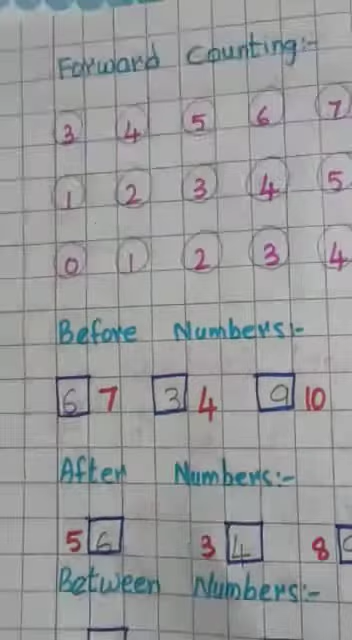 Forward Counting:-
3 4 5 6 7
1 2 3 4 5
0 1 2 3 4
Before Numbers:-
6 7 3 4 9 10
After Numbers:-
5 6 3 4 8
Between Numbers:-